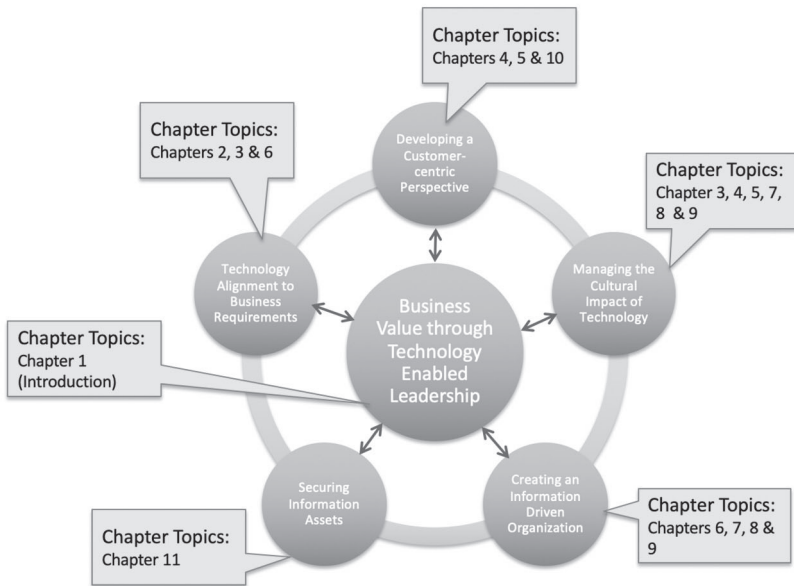 Chapter Topics:
Chapters 4, 5 & 10
Chapter Topics:
Chapters 2, 3 & 6
Developing a
Customer-
centric
Perspective
Chapter Topics:
Chapter 3, 4, 5, 7,
8 & 9
Technology
Alignment to
Business
Requirements
Managing the
Cultural
Impact of
Technology
Business
Value through
Technology
Enabled
Leadership
Chapter Topics:
Chapter 1
(Introduction)
Securing
Information
Assets
Creating an
Information
Driven
Organization
Chapter Topics:
Chapters 6, 7, 8 &
9
Chapter Topics:
Chapter 11